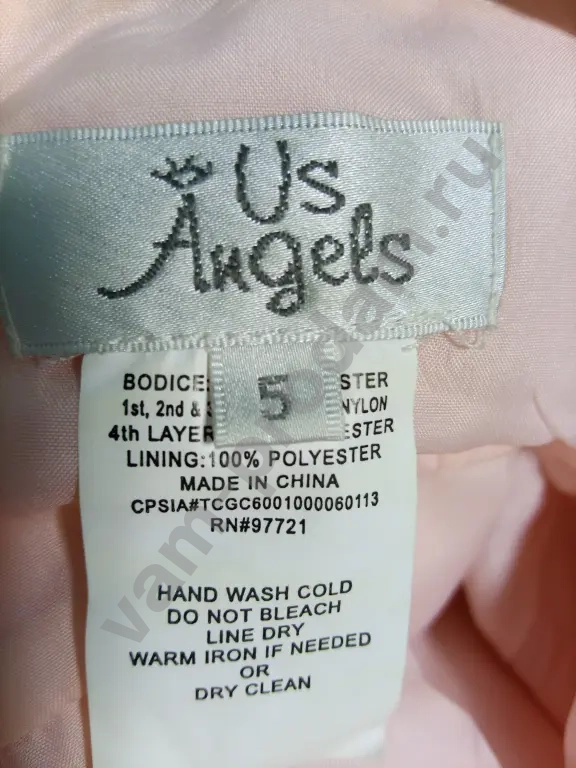 Us
Angels
5
BODICE: STER
1st, 2nd & NYLON
4th LAYER ESTER
LINING:100% POLYESTER
MADE IN CHINA
CPSIA#TCGC6001000060113
RN#97721
HAND WASH COLD
DO NOT BLEACH
LINE DRY
WARM IRON IF NEEDED
OR
DRY CLEAN